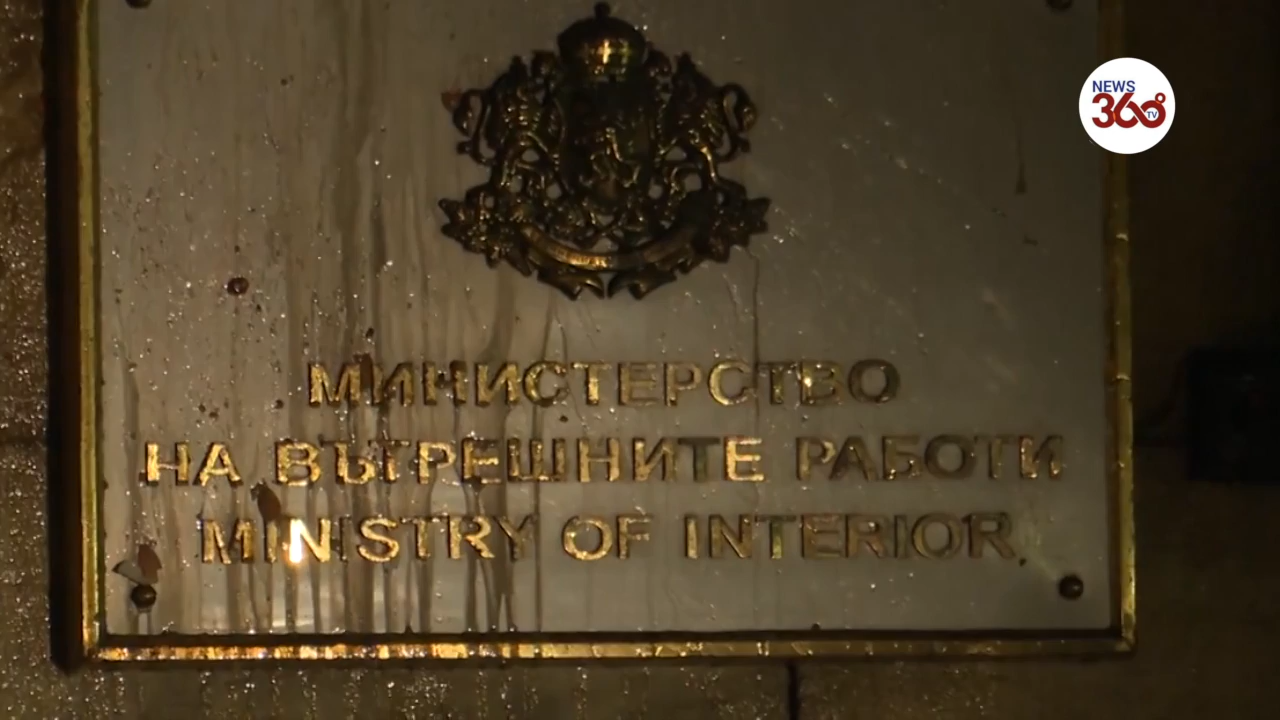 NEWS
360°
TV
МИНИСТЕРСТВО
НА ВЪТРЕШНИТЕ РАБОТИ
MINISTRY OF INTERIOR